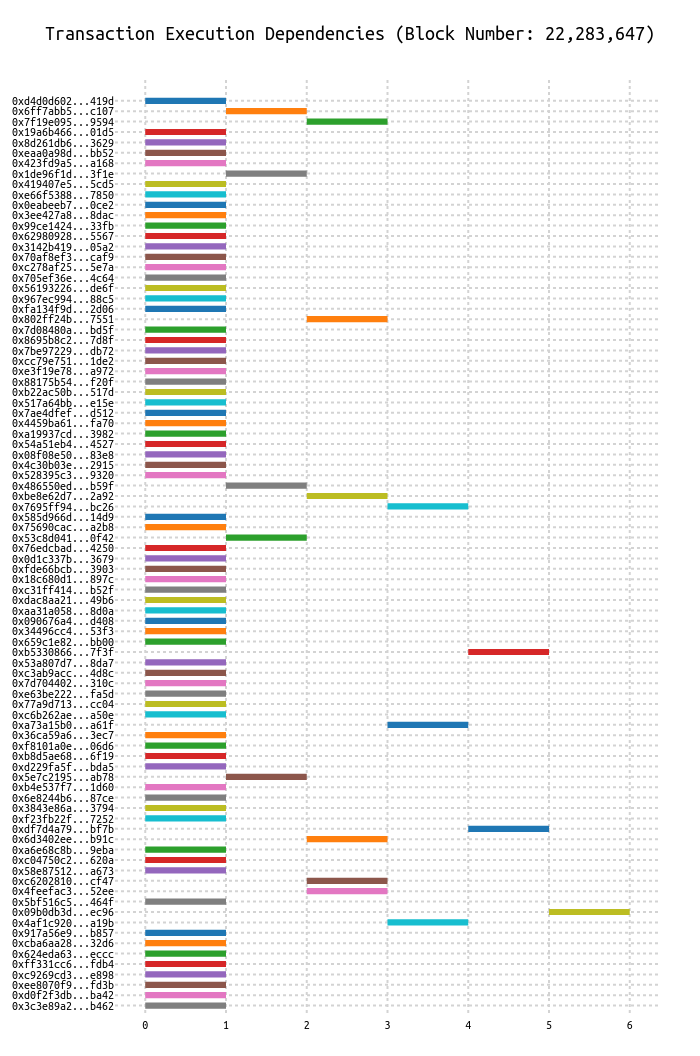 Transaction Execution Dependencies (Block Number: 22,283,647)
0xd4d0d602...419d
0x6ff7abb5...c107
0x7f19e095...9594
0x19a6b466...01d5
0x8d261db6...3629
0xeaa0a98d...bb52
0x423fd9a5...a168
0x1de96f1d...3f1e
0x419407e5...5cd5
0xe66f5388...7850
0x0eabeeb7...0ce2
0x3ee427a8...8dac
0x99ce1424...33fb
0x62980928...5567
0x3142b419...05a2
0x70af8ef3...caf9
0xc278af25...5e7a
0x705ef36e...4c64
0x56193226...de6f
0x967ec994...88c5
0xfa134f9d...2d06
0x802ff24b...7551
0x7d08480a...bd5f
0x8695b8c2...7d8f
0x7be97229...db72
0xcc79e751...1de2
0xe3f19e78...a972
0x88175b54...f20f
0xb22ac50b...517d
0x517a64bb...e15e
0x7ae4dfef...d512
0x4459ba61...fa70
0xa19937cd...3982
0x54a51eb4...4527
0x08f08e50...83e8
0x4c30b03e...2915
0x528395c3...9320
0x486550ed...b59f
0xbe8e62d7...2a92
0x7695ff94...bc26
0x585d966d...14d9
0x75690cac...a2b8
0x53c8d041...0f42
0x76edcbad...4250
0x0d1c337b...3679
0xfde66bcb...3903
0x18c680d1...897c
0xc31ff414...b52f
0xdac8aa21...49b6
0xaa31a058...8d0a
0x090676a4...d408
0x34496cc4...53f3
0x659c1e82...bb00
0xb5330866...7f3f
0x53a807d7...8da7
0xc3ab9acc...4d8c
0x7d704402...310c
0xe63be222...fa5d
0x77a9d713...cc04
0xc6b262ae...a50e
0xa73a15b0...a61f
0x36ca59a6...3ec7
0xf8101a0e...06d6
0xb8d5ae68...6f19
0xd229fa5f...bda5
0x5e7c2195...ab78
0xb4e537f7...1d60
0x6e8244b6...87ce
0x3843e86a...3794
0xf23fb22f...7252
0xdf7d4a79...bf7b
0x6d3402ee...b91c
0xa6e68c8b...9eba
0xc04750c2...620a
0x58e87512...a673
0xc6202810...cf47
0x4feefac3...52ee
0x5bf516c5...464f
0x09b0db3d...ec96
0x4af1c920...a19b
0x917a56e9...b857
0xcba6aa28...32d6
0x624eda63...eccc
0xff331cc6...fdb4
0xc9269cd3...e898
0xee8070f9...fd3b
0xd0f2f3db...ba42
0x3c3e89a2...b462
0 1 2 3 4 5 6